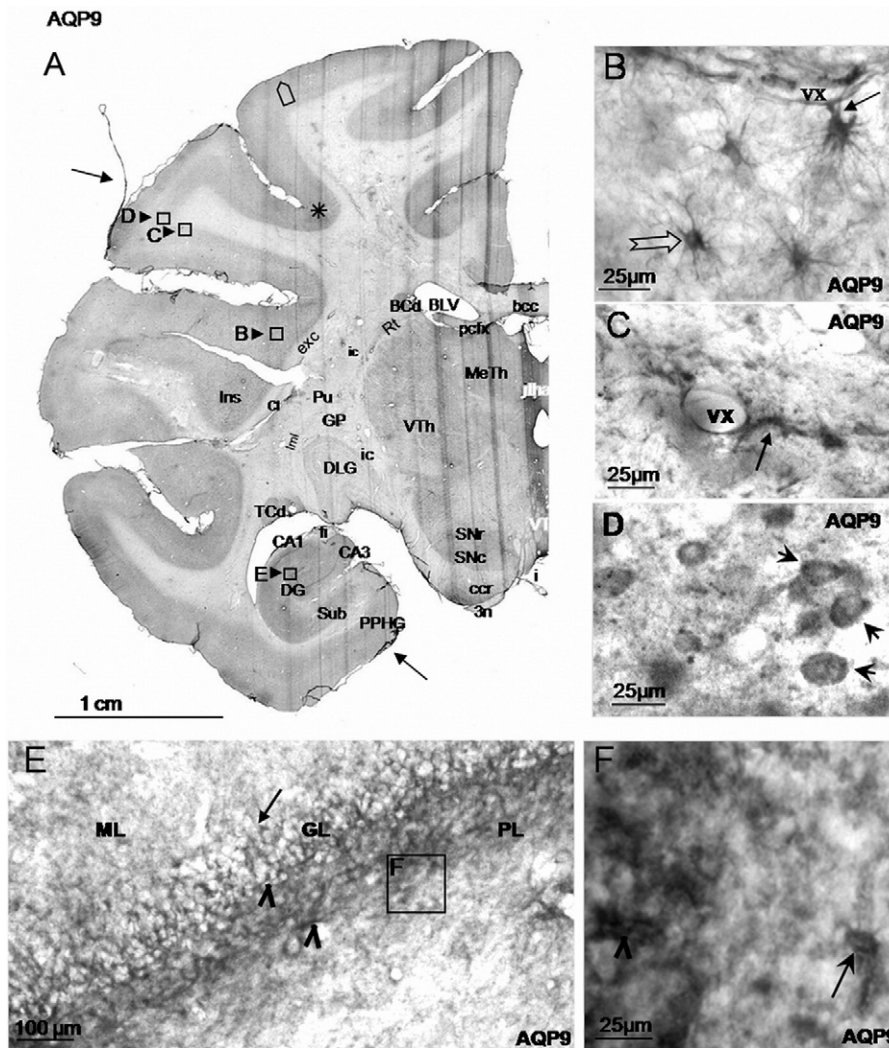 AQP9
A
D
C
B
E
BCd
BLV
bcc
Rt
pcfx
exc
ic
MeTh
Ins
Cl
Pu
GP
VTh
lml
ic
DLG
TCd
fi
CA1
CA3
DG
SNr
SNc
ccr
3n
i
Sub
PPHG
1 cm
B
AQP9
VX
25µm
C
AQP9
VX
25µm
D
AQP9
25µm
E
ML
GL
PL
F
100 µm
AQP9
F
25µm
AQP9